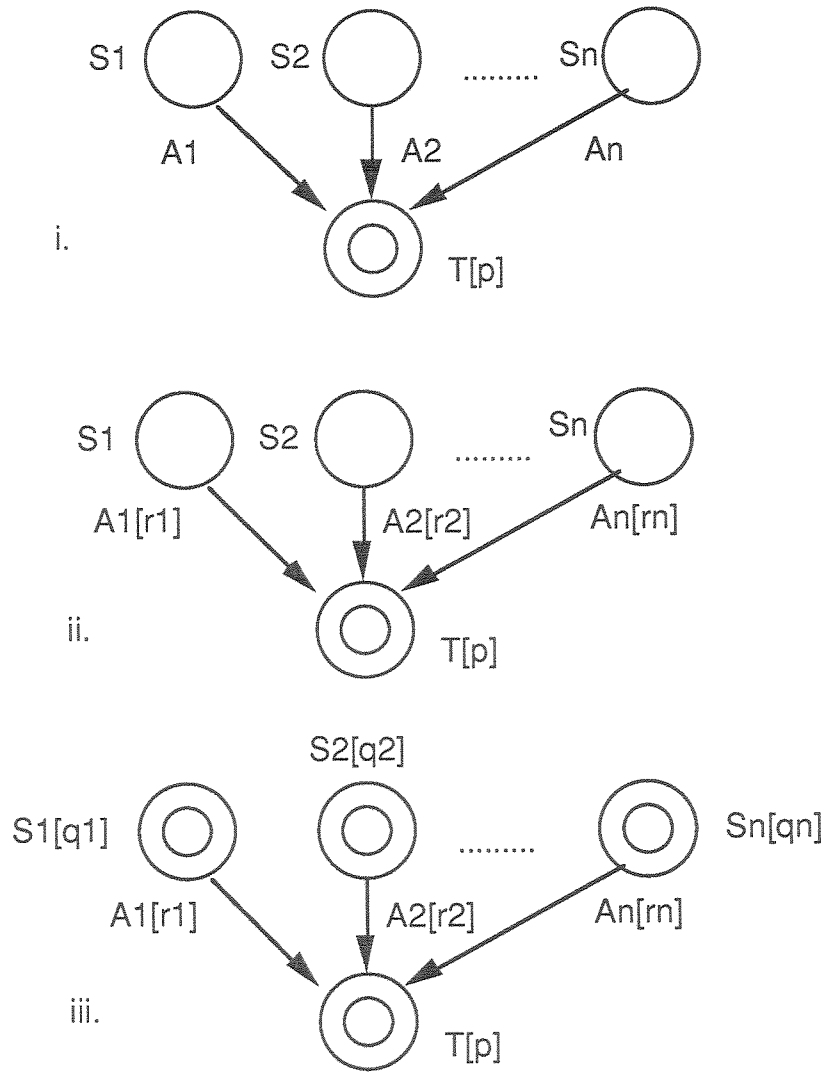 S1 S2 ......... Sn
A1 A2 An
i.
T[p]
S1 S2 ......... Sn
A1[r1] A2[r2] An[rn]
ii.
T[p]
S2[q2]
S1[q1] ......... Sn[qn]
A1[r1] A2[r2] An[rn]
iii.
T[p]